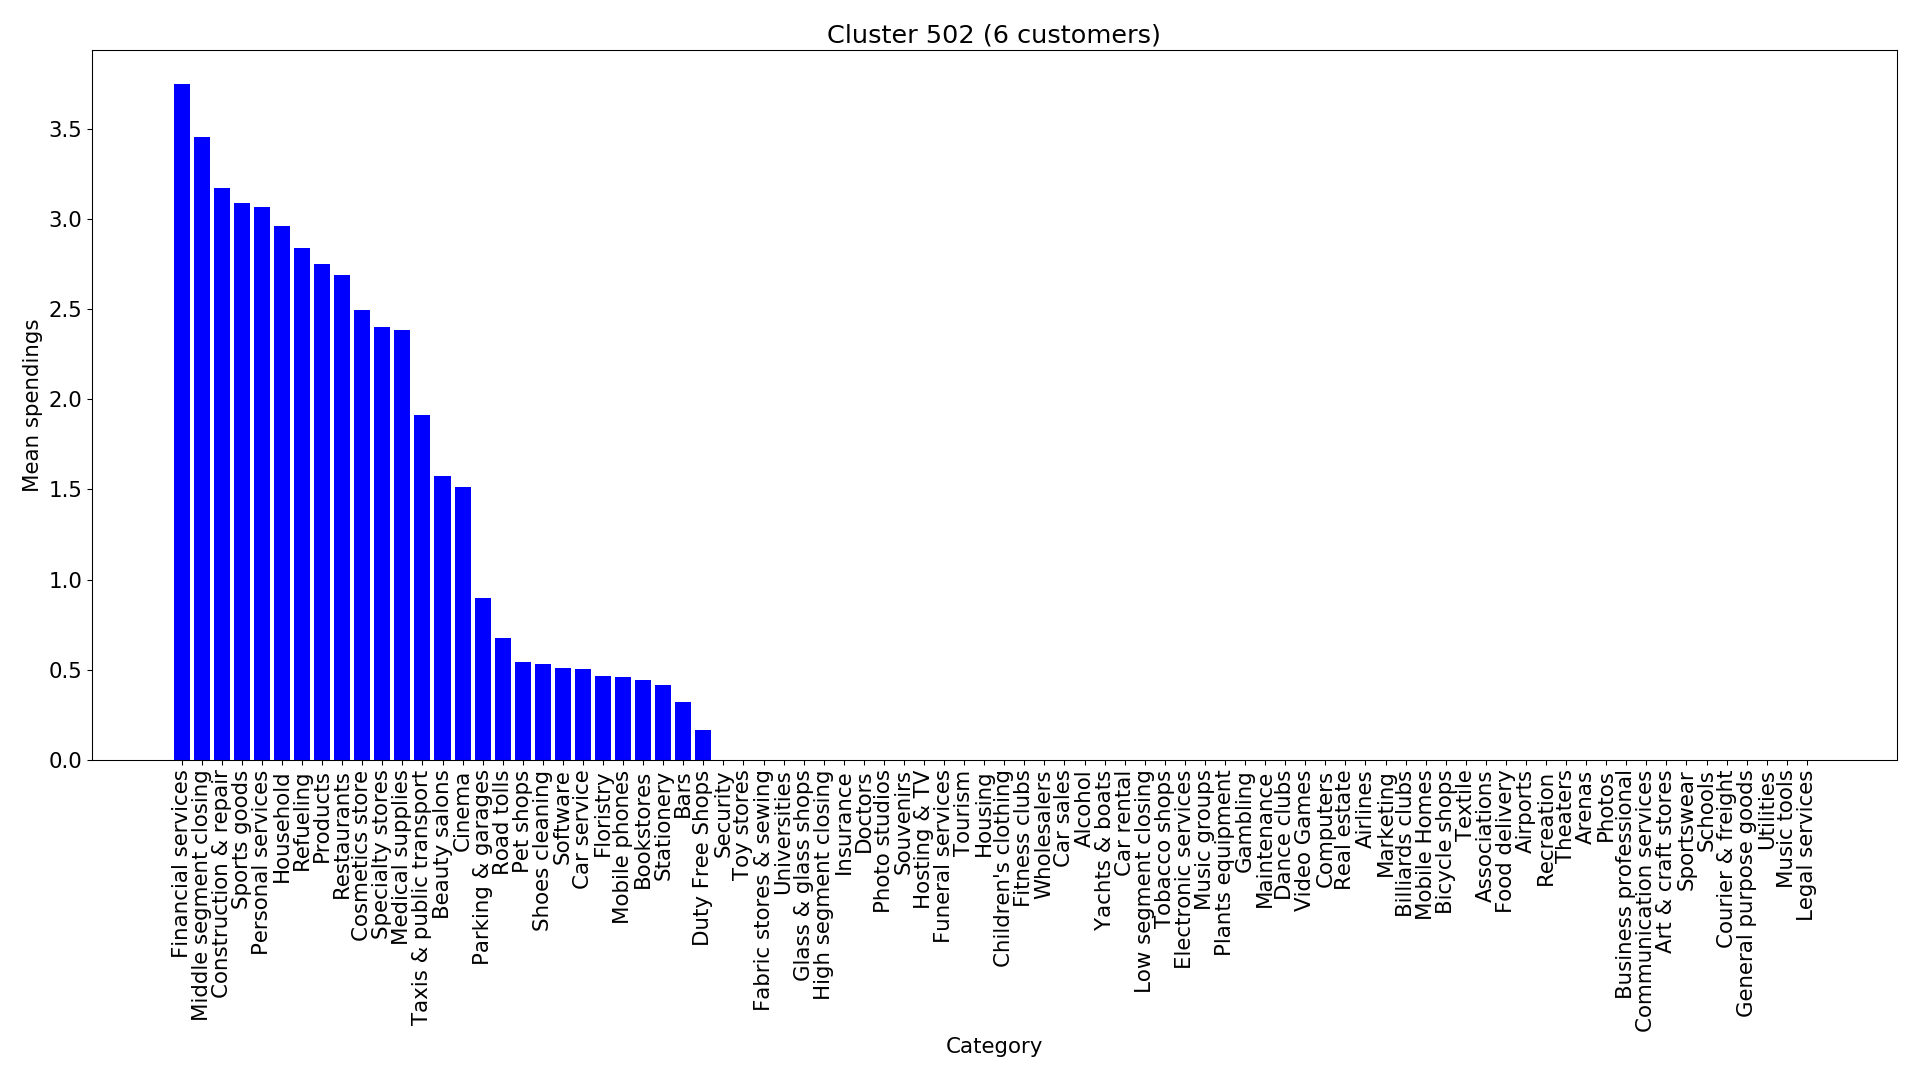 Cluster 502 (6 customers)
Mean spendings
3.5
3.0
2.5
2.0
1.5
1.0
0.5
0.0
Financial services
Middle segment closing
Construction & repair
Sports goods
Personal services
Household
Refueling
Products
Restaurants
Cosmetics store
Specialty stores
Medical supplies
Taxis & public transport
Beauty salons
Cinema
Parking & garages
Road tolls
Pet shops
Shoes cleaning
Software
Car service
Floristry
Mobile phones
Bookstores
Stationery
Bars
Duty Free Shops
Security
Toy stores
Fabric stores & sewing
Universities
Glass & glass shops
High segment closing
Insurance
Doctors
Photo studios
Souvenirs
Hosting & TV
Funeral services
Tourism
Housing
Children's clothing
Fitness clubs
Wholesalers
Car sales
Alcohol
Yachts & boats
Car rental
Low segment closing
Tobacco shops
Electronic services
Music groups
Plants equipment
Gambling
Maintenance
Dance clubs
Video Games
Computers
Real estate
Airlines
Marketing
Billiards clubs
Mobile Homes
Bicycle shops
Textile
Associations
Food delivery
Airports
Recreation
Theaters
Arenas
Photos
Business professional
Communication services
Art & craft stores
Sportswear
Schools
Courier & freight
General purpose goods
Utilities
Music tools
Legal services
Category